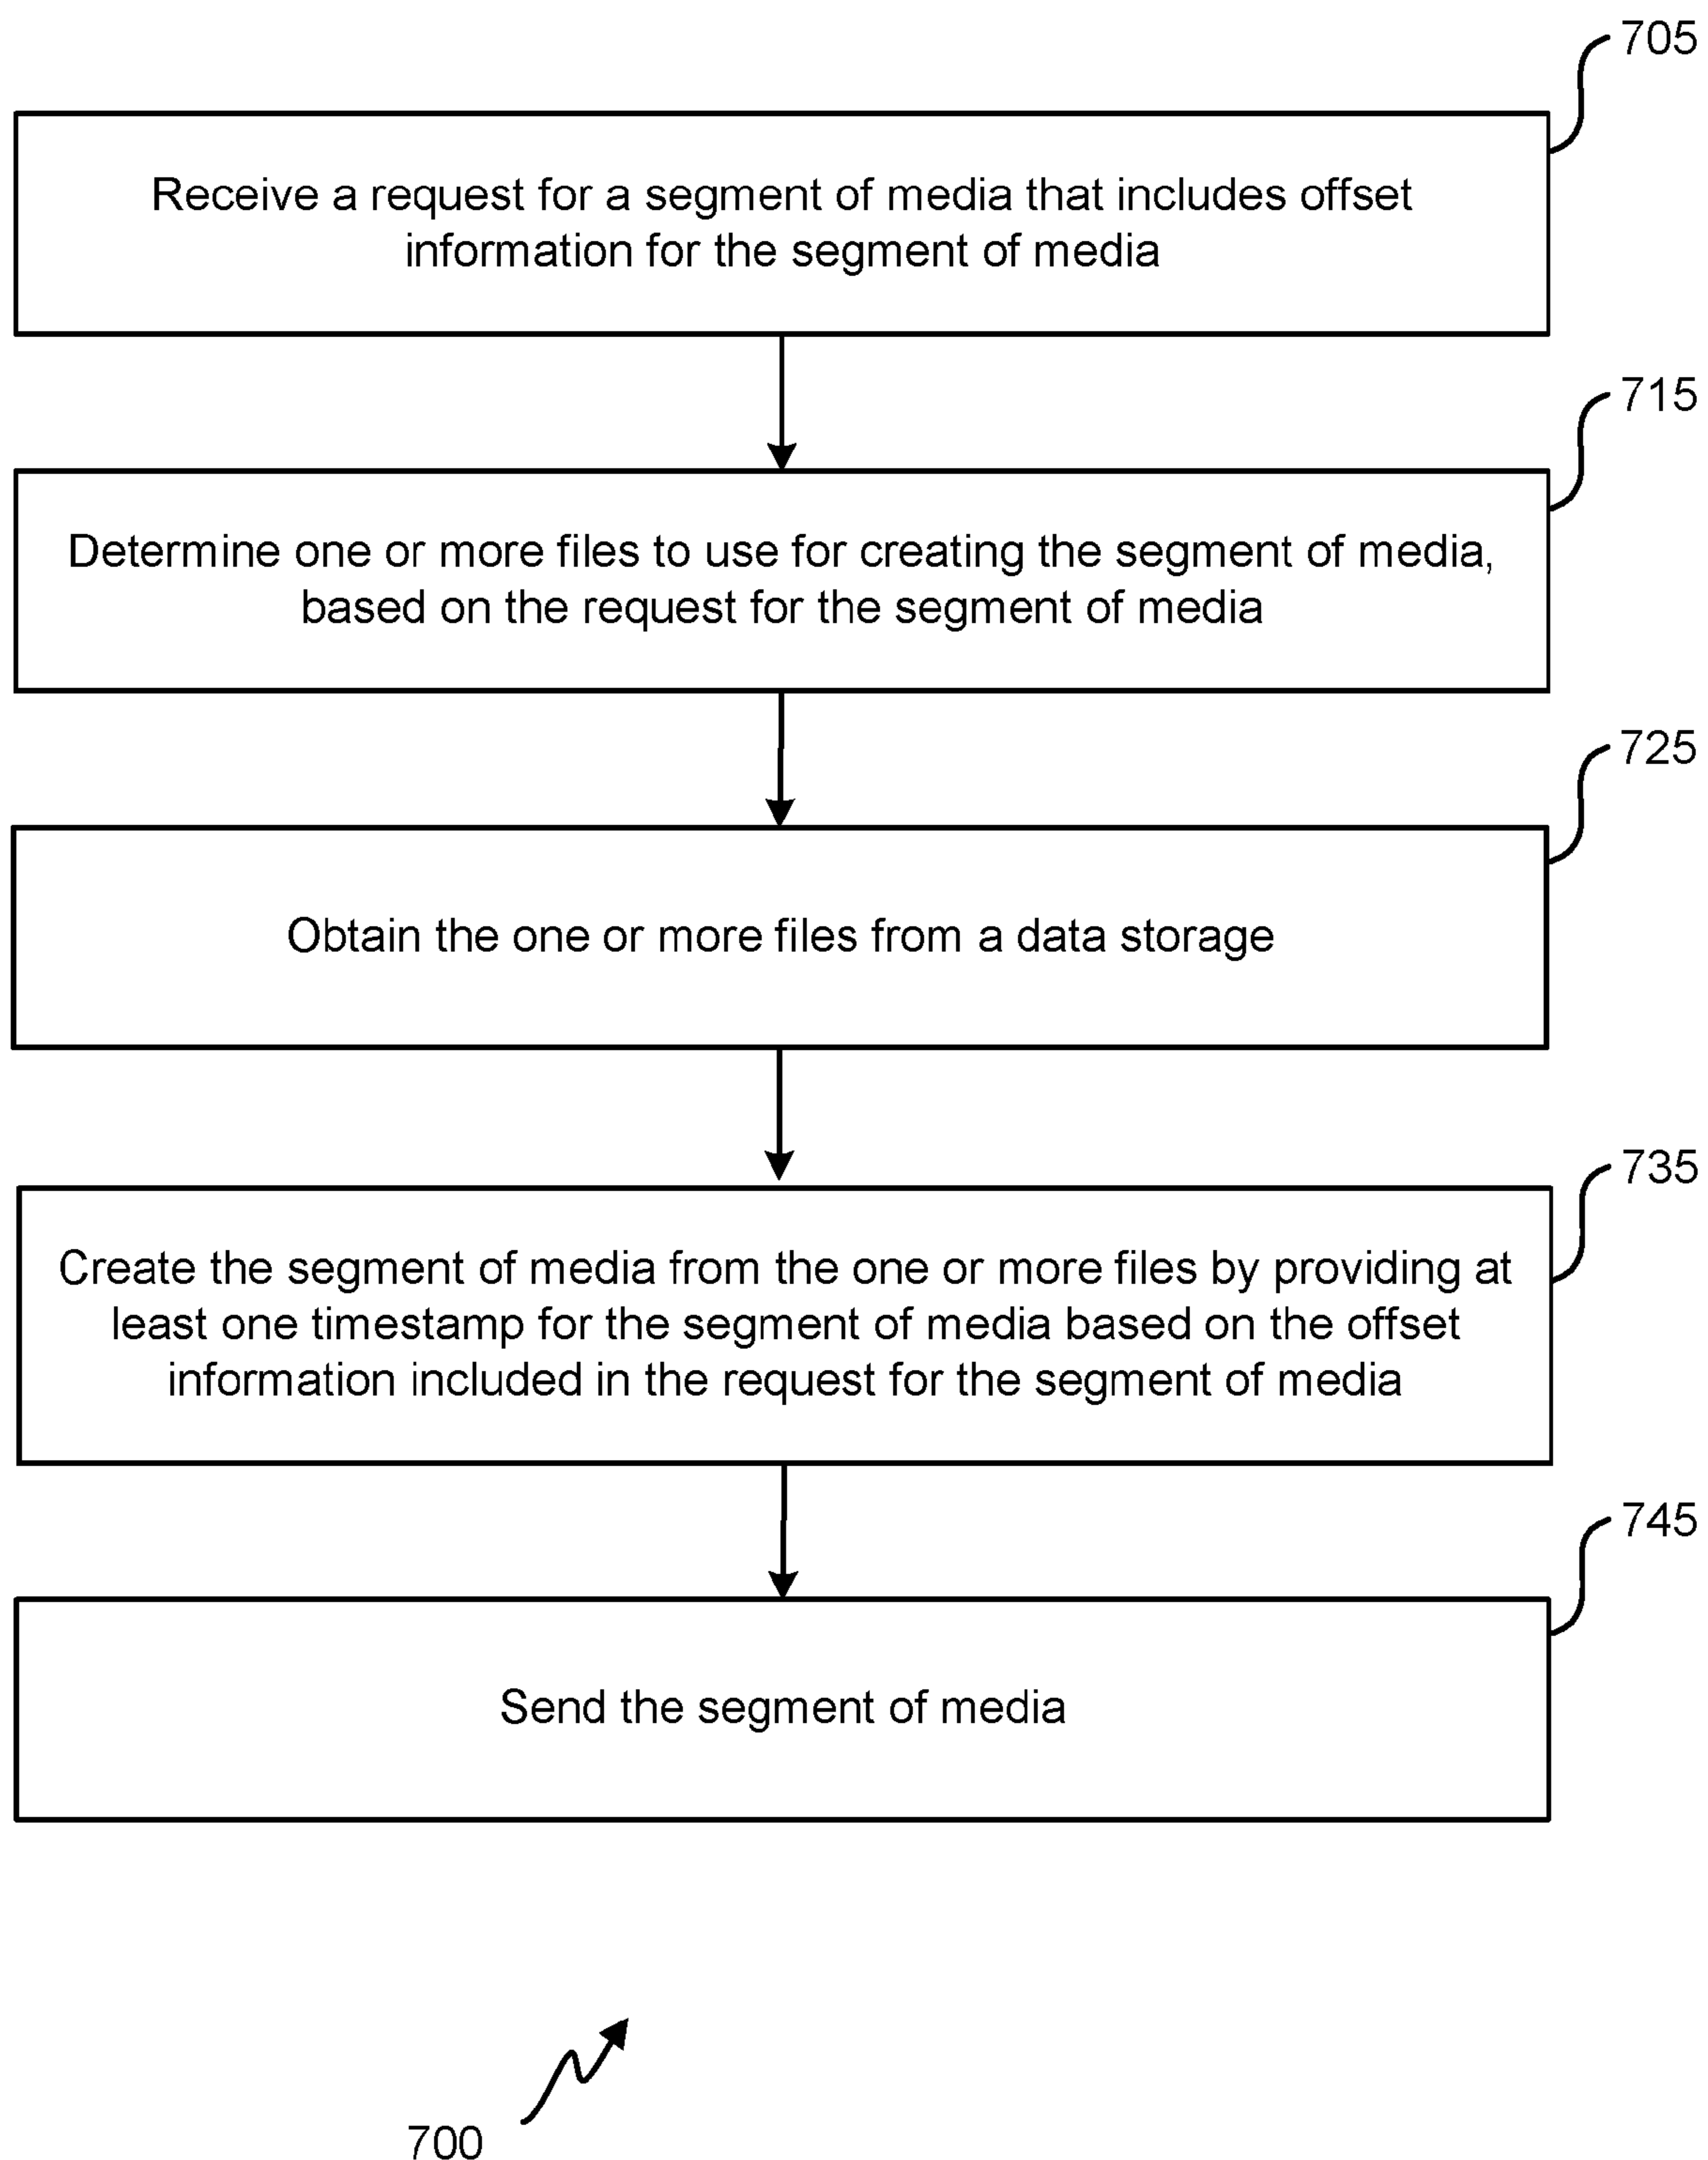 705
Receive a request for a segment of media that includes offset
information for the segment of media
715
Determine one or more files to use for creating the segment of media,
based on the request for the segment of media
725
Obtain the one or more files from a data storage
735
Create the segment of media from the one or more files by providing at
least one timestamp for the segment of media based on the offset
information included in the request for the segment of media
745
Send the segment of media
700